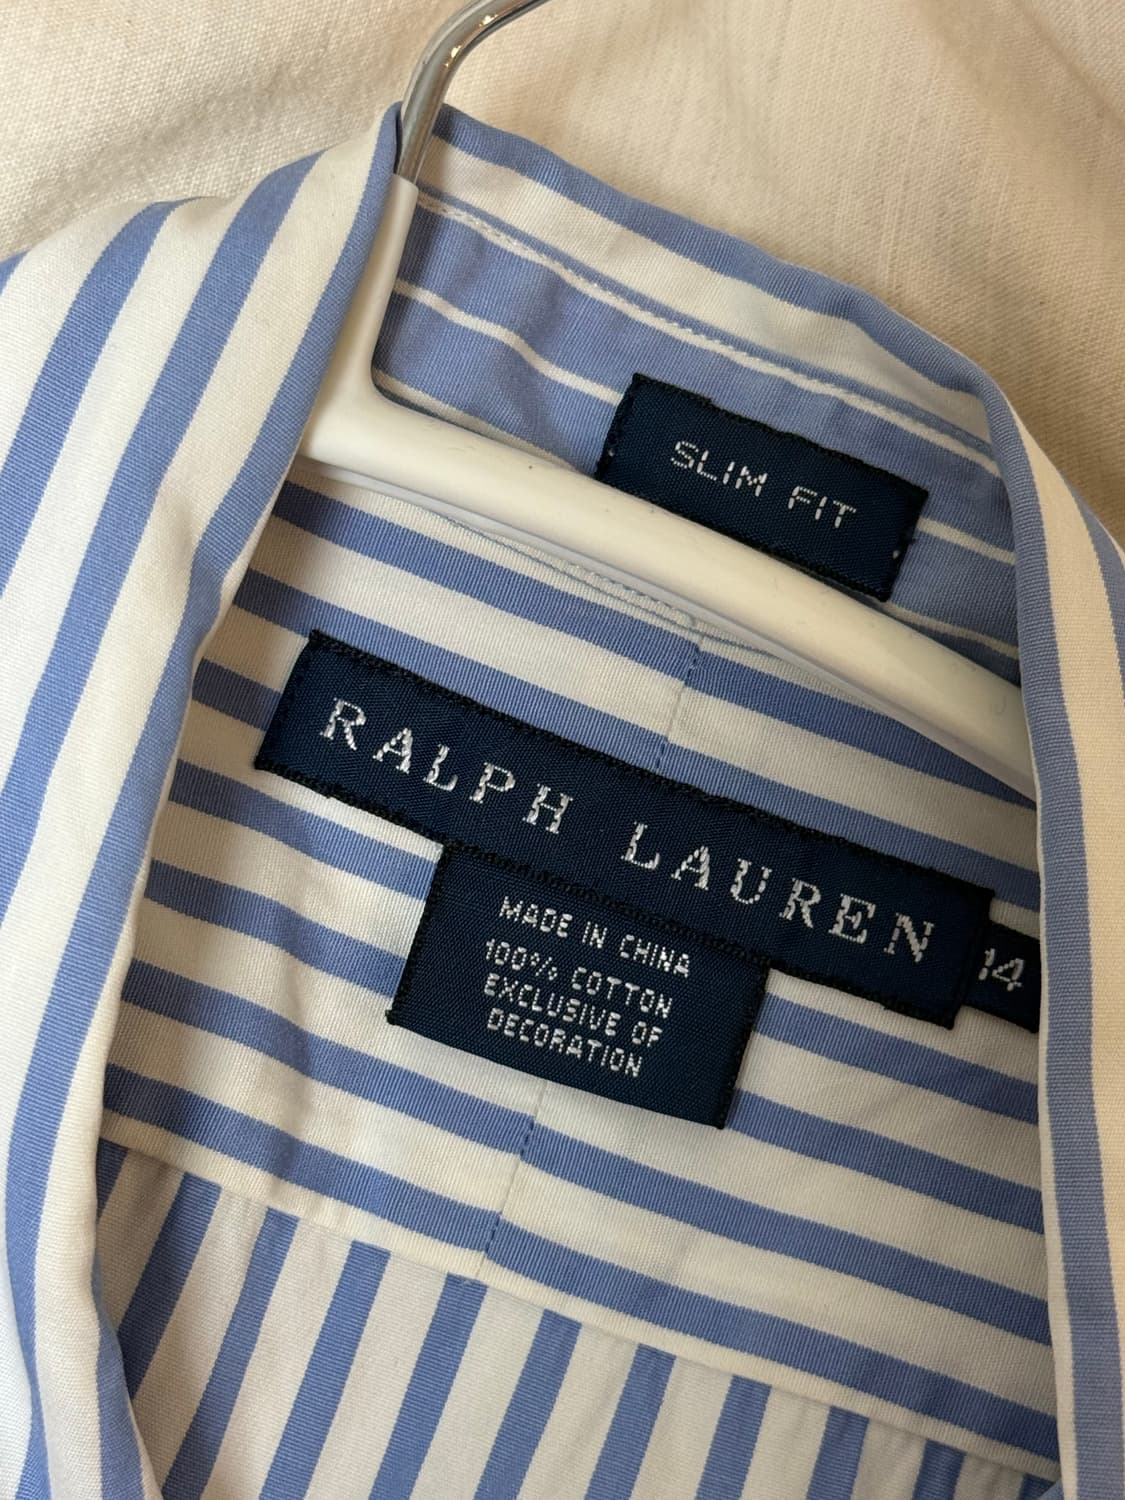 SLIM FIT
RALPH LAUREN
14
MADE IN CHINA
100% COTTON
EXCLUSIVE OF
DECORATION